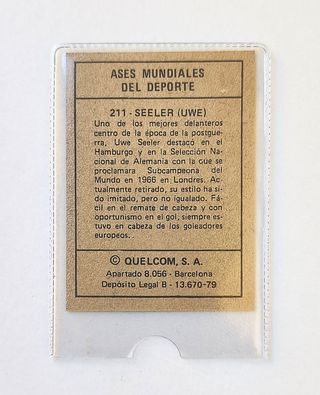 ASES MUNDIALES
DEL DEPORTE
211 - SEELER (UWE)
Uno de los mejores delanteros
centro de la época de la postgue-
rra, Uwe Seeler destacó en el
Hamburgo y en la Selección Na-
cional de Alemania con la que se
proclamara Subcampeona del
Mundo en 1966 en Londres. Ac-
tualmente retirado, su estilo ha si-
do imitado, pero no igualado. Fá-
cil en el remate de cabeza y con
oportunismo en el gol, siempre es-
tuvo en cabeza de los goleadores
europeos.
© QUELCOM, S. A.
Apartado 8.056 - Barcelona
Depósito Legal B - 13.670-79